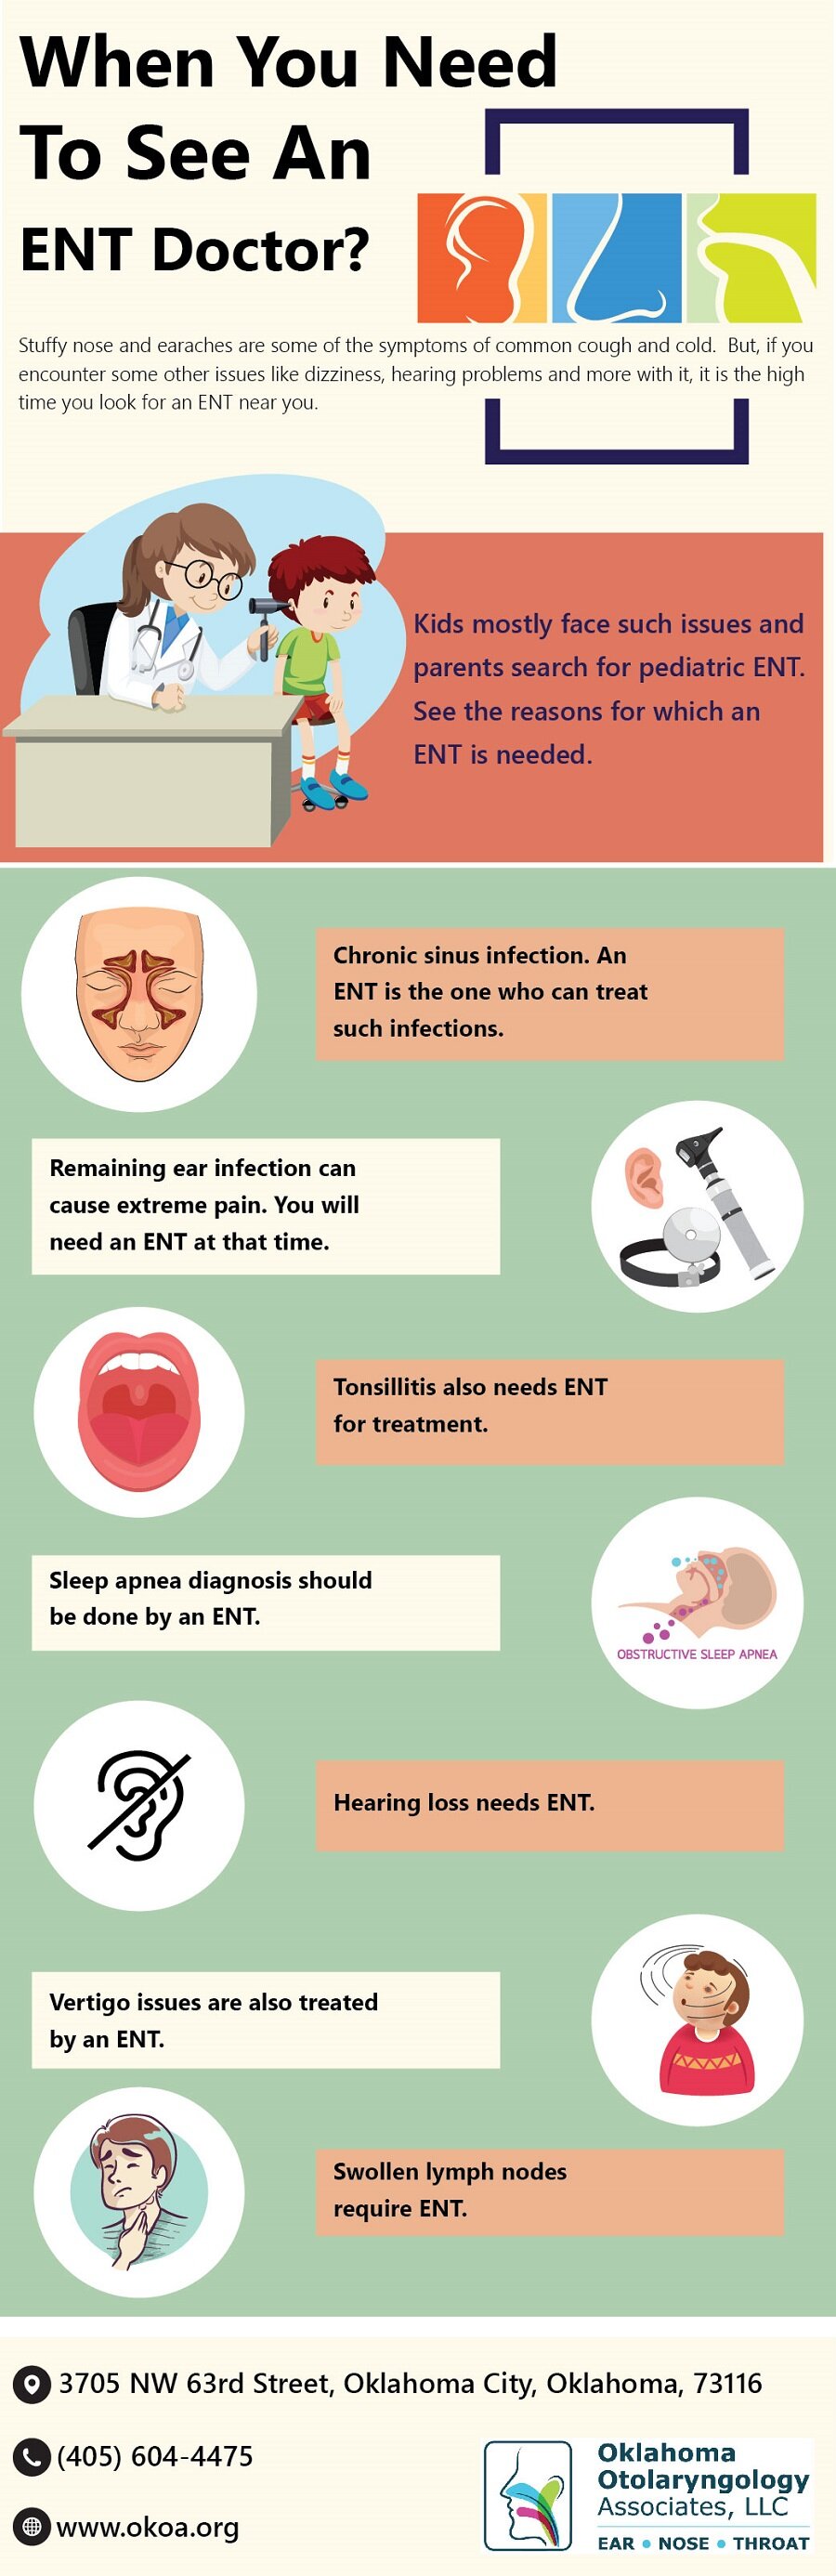 When You Need
To See An
ENT Doctor?
Stuffy nose and earaches are some of the symptoms of common cough and cold. But, if you
encounter some other issues like dizziness, hearing problems and more with it, it is the high
time you look for an ENT near you.
Kids mostly face such issues and
parents search for pediatric ENT.
See the reasons for which an
ENT is needed.
Chronic sinus infection. An
ENT is the one who can treat
such infections.
Remaining ear infection can
cause extreme pain. You will
need an ENT at that time.
Tonsillitis also needs ENT
for treatment.
Sleep apnea diagnosis should
be done by an ENT.
OBSTRUCTIVE SLEEP APNEA
Hearing loss needs ENT.
Vertigo issues are also treated
by an ENT.
Swollen lymph nodes
require ENT.
3705 NW 63rd Street, Oklahoma City, Oklahoma, 73116
(405) 604-4475
www.okoa.org
Oklahoma
Otolaryngology
Associates, LLC
EAR • NOSE • THROAT